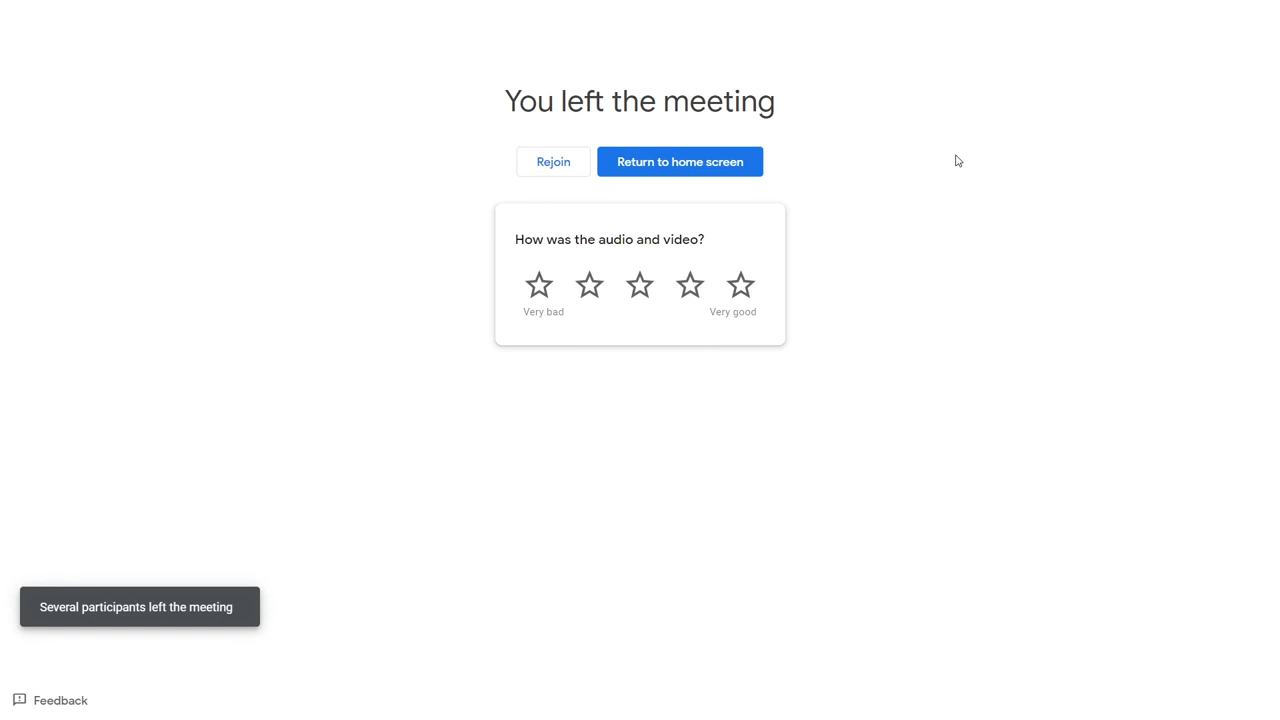 You left the meeting
Rejoin
Return to home screen
How was the audio and video?
Very bad
Very good
Several participants left the meeting
Feedback